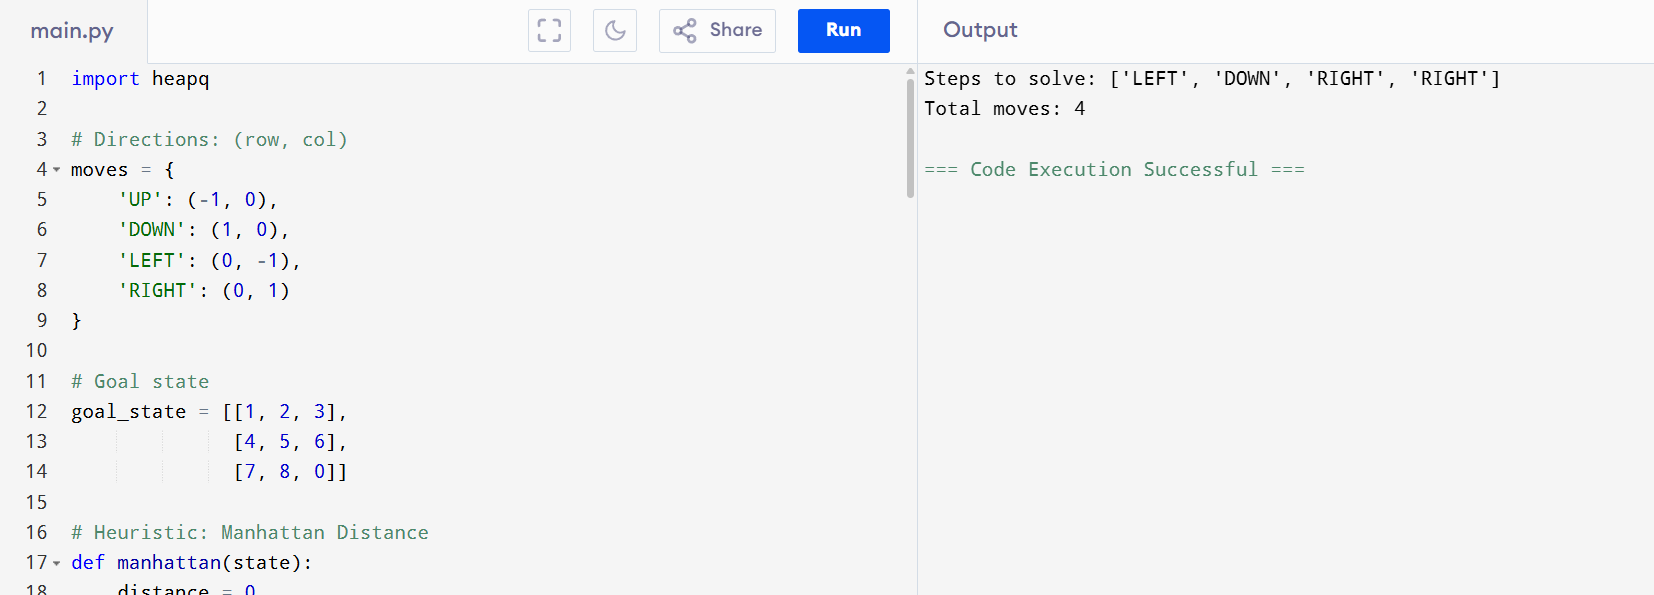 main.py
Share
Run
Output
1 import heapq
2
3 # Directions: (row, col)
4 moves = {
5 'UP': (-1, 0),
6 'DOWN': (1, 0),
7 'LEFT': (0, -1),
8 'RIGHT': (0, 1)
9 }
10
11 # Goal state
12 goal_state = [[1, 2, 3],
13 [4, 5, 6],
14 [7, 8, 0]]
15
16 # Heuristic: Manhattan Distance
17 def manhattan(state):
18 distance = 0
Steps to solve: ['LEFT', 'DOWN', 'RIGHT', 'RIGHT']
Total moves: 4
=== Code Execution Successful ===